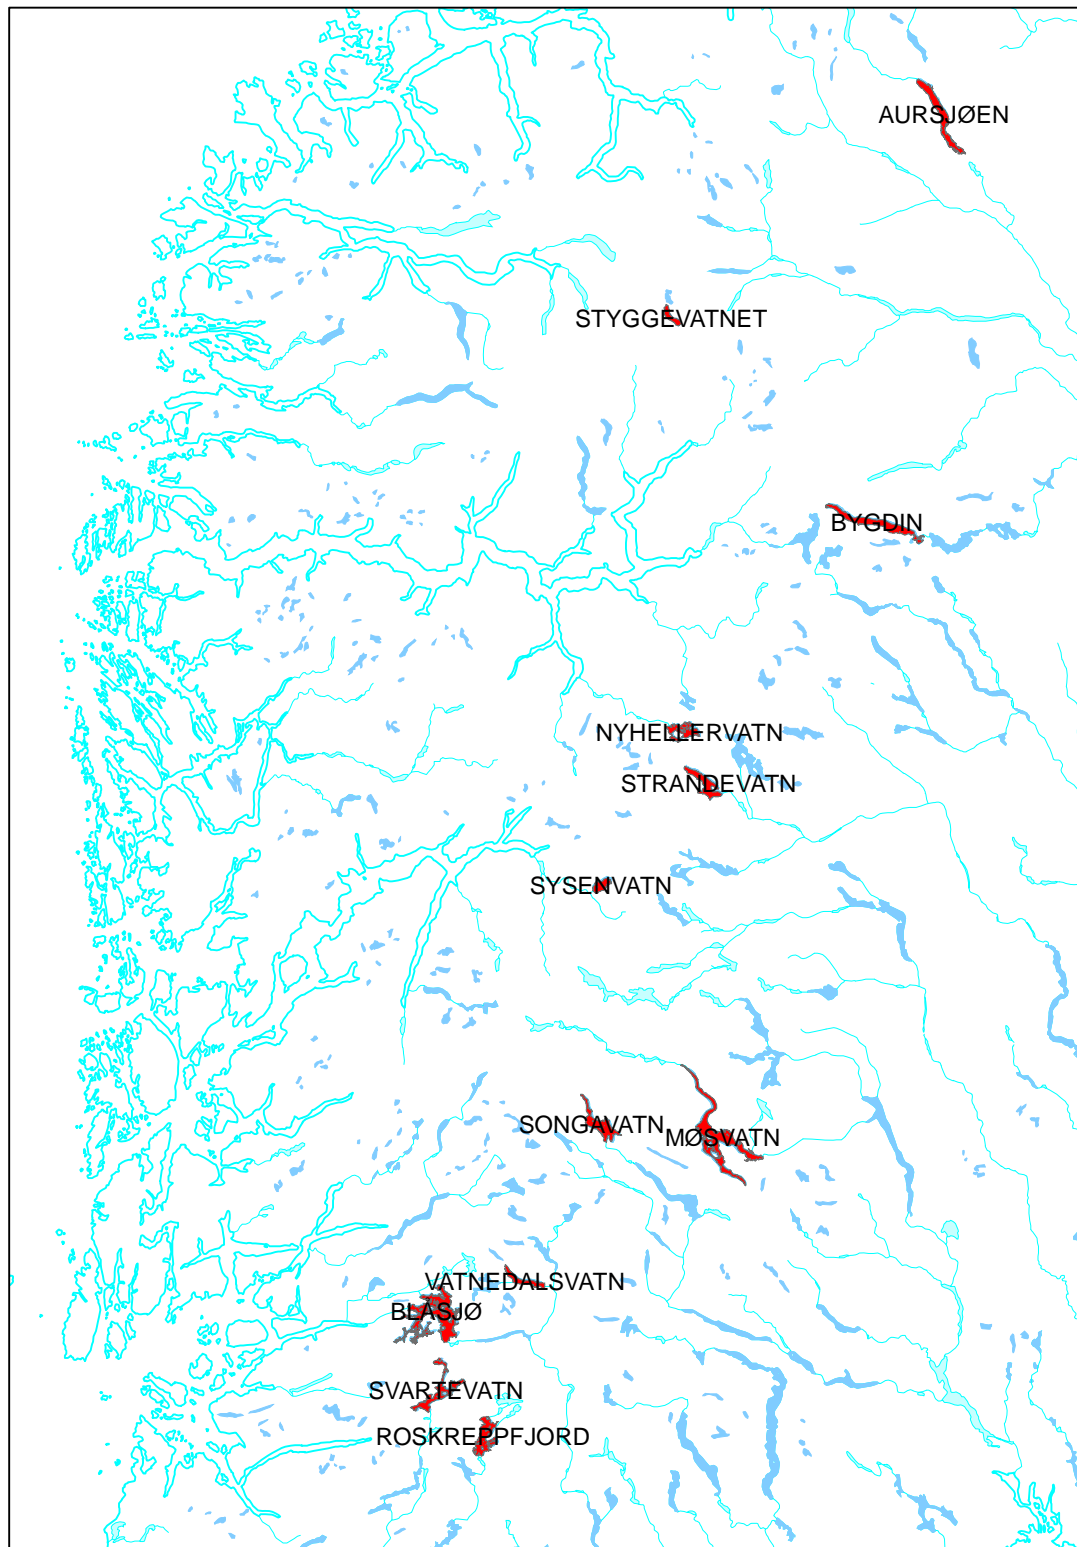 AURSJØEN
STYGGEVATNET
BYGDIN
NYHELLERVATN
STRANDEVATN
SYSENVATN
SONGAVATN
MØSVATN
VATNEDALSVATN
BLÅSJØ
SVARTEVATN
ROSKREPPFJORD